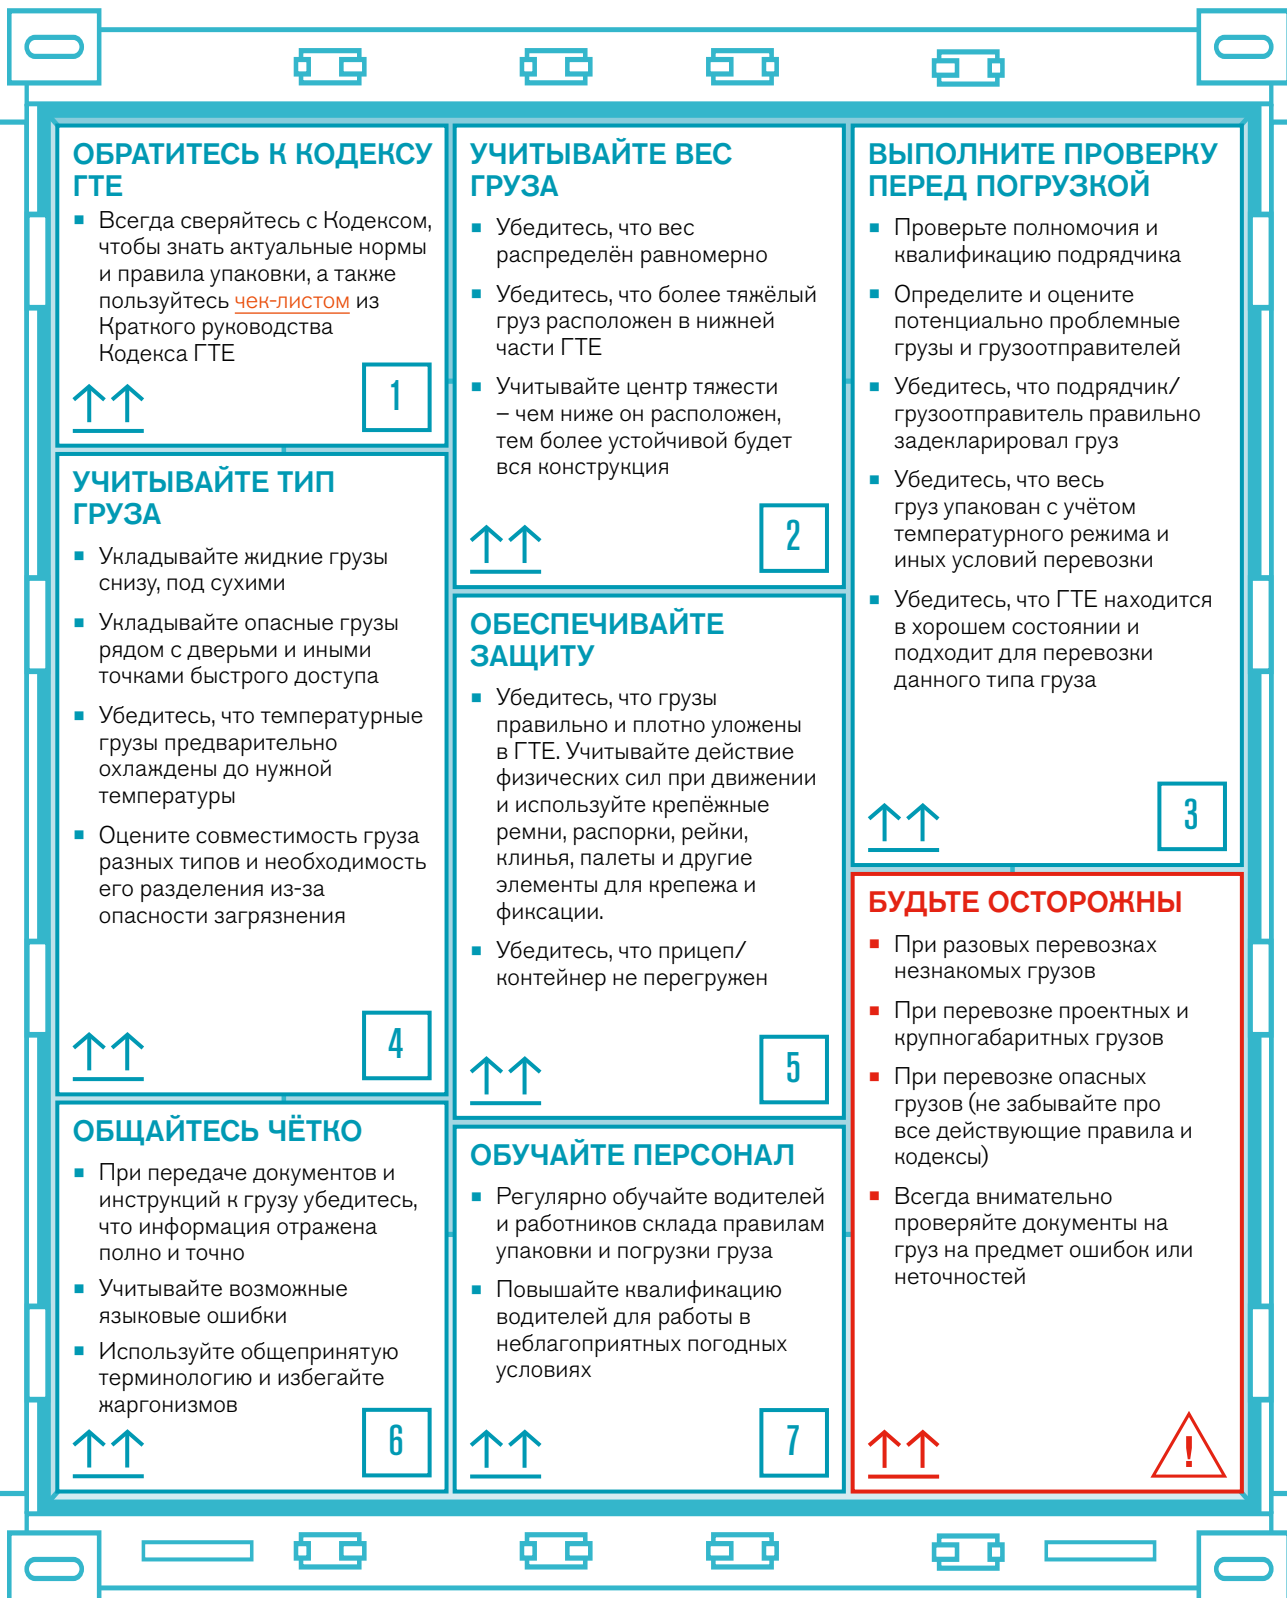 ОБРАТИТЕСЬ К КОДЕКСУ
ГТЕ
Всегда сверяйтесь с Кодексом,
чтобы знать актуальные нормы
и правила упаковки, а также
пользуйтесь чек-листом из
Краткого руководства
Кодекса ГТЕ
1
УЧИТЫВАЙТЕ ВЕС
ГРУЗА
Убедитесь, что вес
распределён равномерно
Убедитесь, что более тяжёлый
груз расположен в нижней
части ГТЕ
Учитывайте центр тяжести
– чем ниже он расположен,
тем более устойчивой будет
вся конструкция
2
ВЫПОЛНИТЕ ПРОВЕРКУ
ПЕРЕД ПОГРУЗКОЙ
Проверьте полномочия и
квалификацию подрядчика
Определите и оцените
потенциально проблемные
грузы и грузоотправителей
Убедитесь, что подрядчик/
грузоотправитель правильно
задекларировал груз
Убедитесь, что весь
груз упакован с учётом
температурного режима и
иных условий перевозки
Убедитесь, что ГТЕ находится
в хорошем состоянии и
подходит для перевозки
данного типа груза
3
УЧИТЫВАЙТЕ ТИП
ГРУЗА
Укладывайте жидкие грузы
снизу, под сухими
Укладывайте опасные грузы
рядом с дверьми и иными
точками быстрого доступа
Убедитесь, что температурные
грузы предварительно
охлаждены до нужной
температуры
Оцените совместимость груза
разных типов и необходимость
его разделения из-за
опасности загрязнения
4
ОБЕСПЕЧИВАЙТЕ
ЗАЩИТУ
Убедитесь, что грузы
правильно и плотно уложены
в ГТЕ. Учитывайте действие
физических сил при движении
и используйте крепёжные
ремни, распорки, рейки,
клинья, палеты и другие
элементы для крепежа и
фиксации.
Убедитесь, что прицеп/
контейнер не перегружен
5
ОБЩАЙТЕСЬ ЧЁТКО
При передаче документов и
инструкций к грузу убедитесь,
что информация отражена
полно и точно
Учитывайте возможные
языковые ошибки
Используйте общепринятую
терминологию и избегайте
жаргонизмов
6
ОБУЧАЙТЕ ПЕРСОНАЛ
Регулярно обучайте водителей
и работников склада правилам
упаковки и погрузки груза
Повышайте квалификацию
водителей для работы в
неблагоприятных погодных
условиях
7
БУДЬТЕ ОСТОРОЖНЫ
При разовых перевозках
незнакомых грузов
При перевозке проектных и
крупногабаритных грузов
При перевозке опасных
грузов (не забывайте про
все действующие правила и
кодексы)
Всегда внимательно
проверяйте документы на
груз на предмет ошибок или
неточностей
!